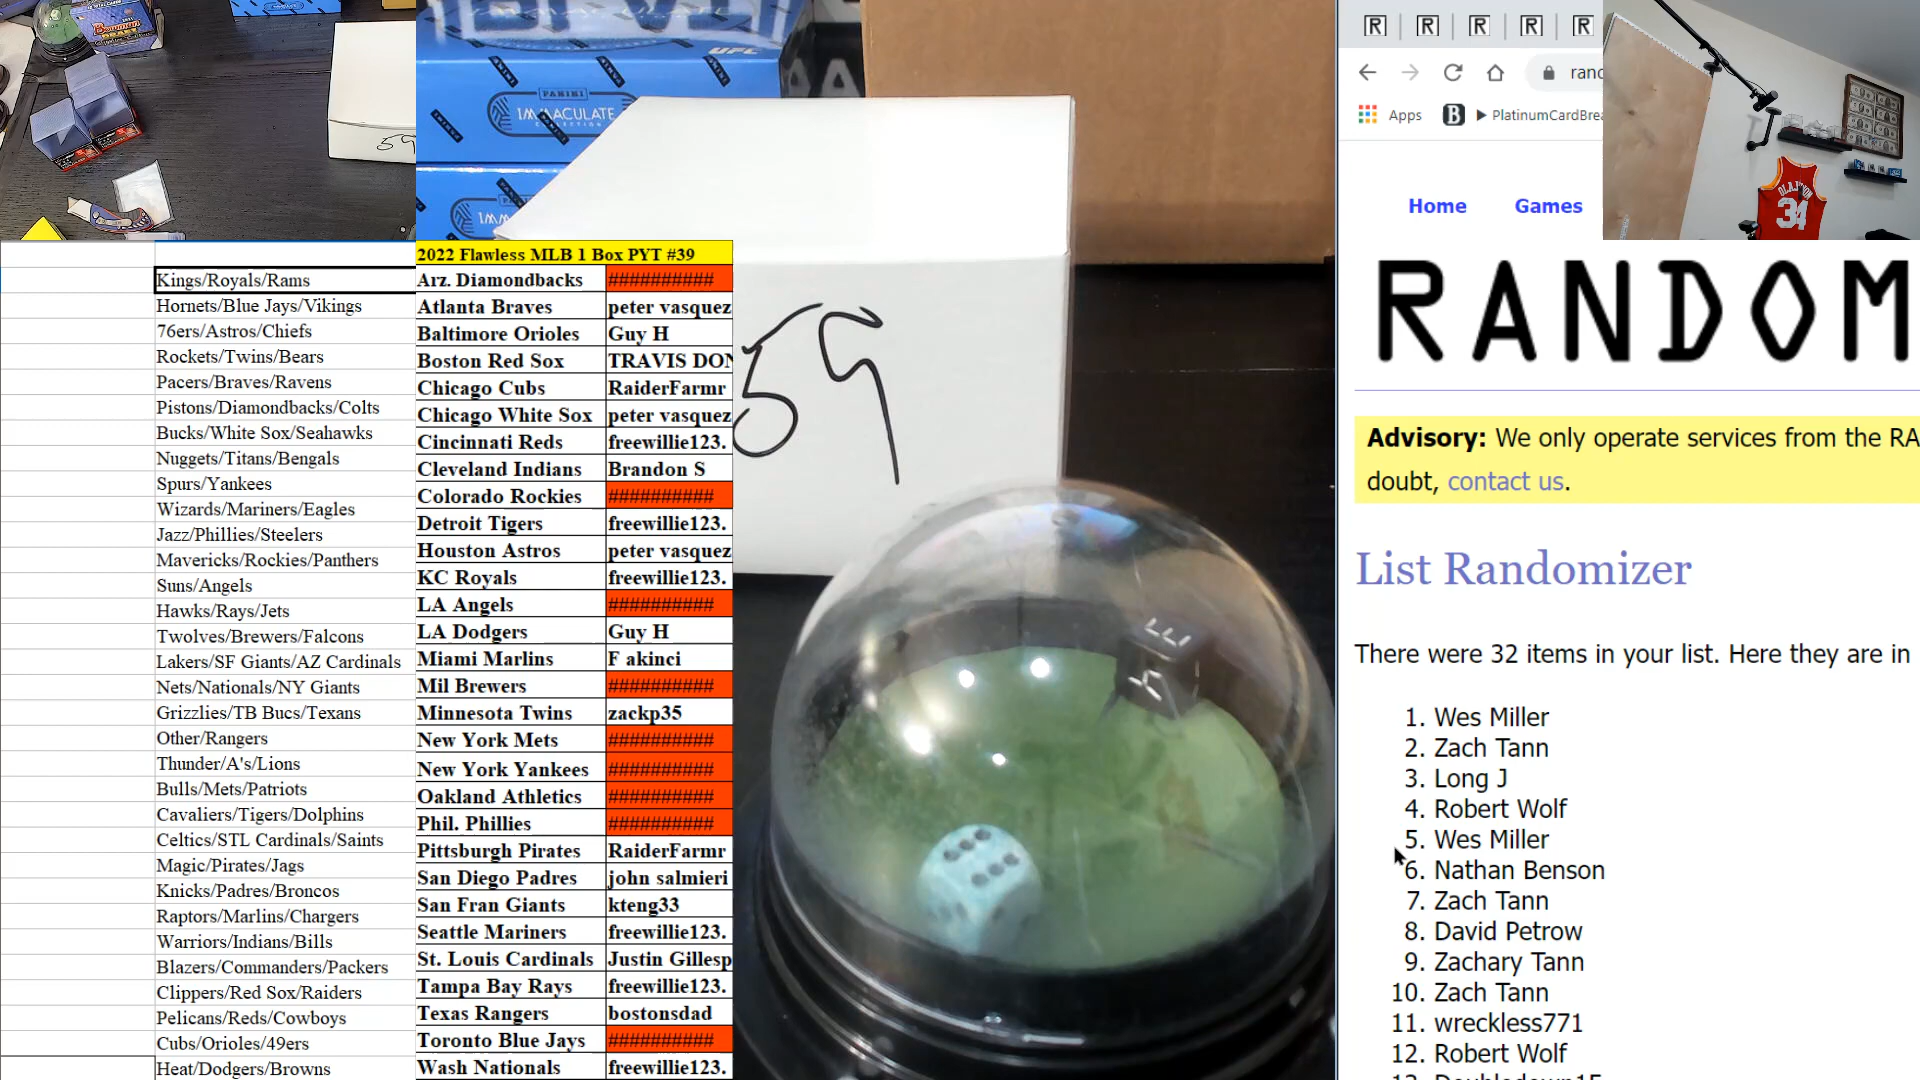 Kings/Royals/Rams
Hornets/Blue Jays/Vikings
76ers/Astros/Chiefs
Rockets/Twins/Bears
Pacers/Braves/Ravens
Pistons/Diamondbacks/Colts
Bucks/White Sox/Seahawks
Nuggets/Titans/Bengals
Spurs/Yankees
Wizards/Mariners/Eagles
Jazz/Phillies/Steelers
Mavericks/Rockies/Panthers
Suns/Angels
Hawks/Rays/Jets
Twolves/Brewers/Falcons
Lakers/SF Giants/AZ Cardinals
Nets/Nationals/NY Giants
Grizzlies/TB Bucs/Texans
Other/Rangers
Thunder/A's/Lions
Bulls/Mets/Patriots
Cavaliers/Tigers/Dolphins
Celtics/STL Cardinals/Saints
Magic/Pirates/Jags
Knicks/Padres/Broncos
Raptors/Marlins/Chargers
Warriors/Indians/Bills
Blazers/Commanders/Packers
Clippers/Red Sox/Raiders
Pelicans/Reds/Cowboys
Cubs/Orioles/49ers
Heat/Dodgers/Browns
2022 Flawless MLB 1 Box PYT #39
Arz. Diamondbacks ##########
Atlanta Braves peter vasquez
Baltimore Orioles Guy H
Boston Red Sox TRAVIS DON
Chicago Cubs RaiderFarmr
Chicago White Sox peter vasquez
Cincinnati Reds freewillie123.
Cleveland Indians Brandon S
Colorado Rockies ##########
Detroit Tigers freewillie123.
Houston Astros peter vasquez
KC Royals freewillie123.
LA Angels ##########
LA Dodgers Guy H
Miami Marlins F akinci
Mil Brewers ##########
Minnesota Twins zackp35
New York Mets ##########
New York Yankees ##########
Oakland Athletics ##########
Phil. Phillies ##########
Pittsburgh Pirates RaiderFarmr
San Diego Padres john salmieri
San Fran Giants kteng33
Seattle Mariners freewillie123.
St. Louis Cardinals Justin Gillesp
Tampa Bay Rays freewillie123.
Texas Rangers bostonsdad
Toronto Blue Jays ##########
Wash Nationals freewillie123.
UFC
PANINI
IMMACULATE
COLLECTION
59
59
Bowman
DRAFT
34
R R R R R
rand
Apps B PlatinumCardBrea
Home Games
RANDOM
Advisory: We only operate services from the RA
doubt, contact us.
List Randomizer
There were 32 items in your list. Here they are in
1. Wes Miller
2. Zach Tann
3. Long J
4. Robert Wolf
5. Wes Miller
6. Nathan Benson
7. Zach Tann
8. David Petrow
9. Zachary Tann
10. Zach Tann
11. wreckless771
12. Robert Wolf